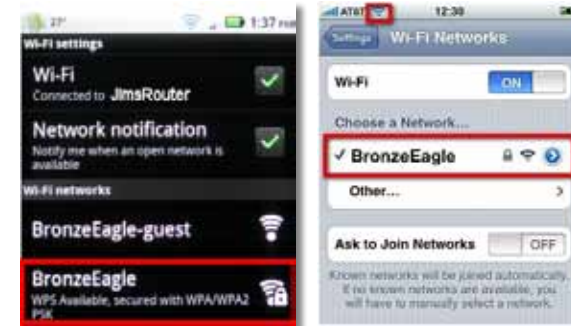 27°
1:37 PM
Wi-Fi settings
Wi-Fi
Connected to JimsRouter
Network notification
Notify me when an open network is
available
Wi-Fi networks
BronzeEagle-guest
BronzeEagle
WPS Available, secured with WPA/WPA2
PSK
AT&T
12:30
Settings
Wi-Fi Networks
Wi-Fi
ON
Choose a Network...
✓ BronzeEagle
Other...
Ask to Join Networks
OFF
Known networks will be joined automatically.
If no known networks are available, you
will have to manually select a network.